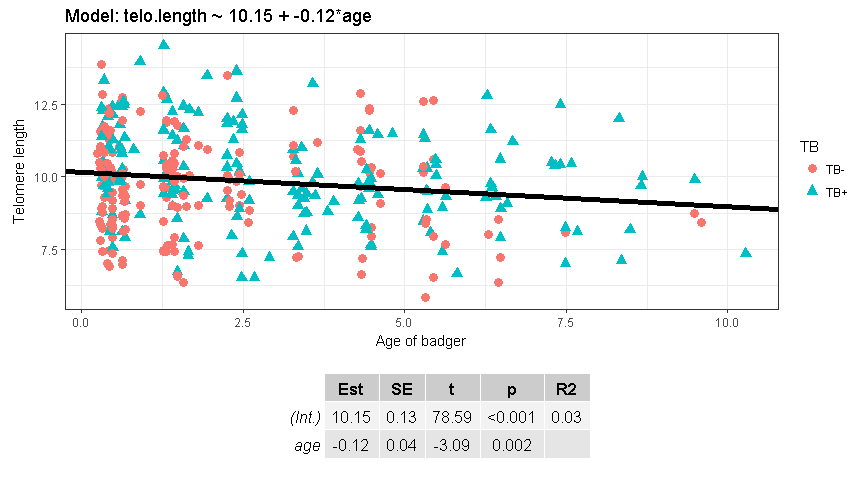 Model: telo.length ~ 10.15 + -0.12*age
Telomere length
12.5
10.0
7.5
0.0 2.5 5.0 7.5 10.0
Age of badger
TB
TB-
TB+
Est SE t p R2
(Int.) 10.15 0.13 78.59 <0.001 0.03
age -0.12 0.04 -3.09 0.002